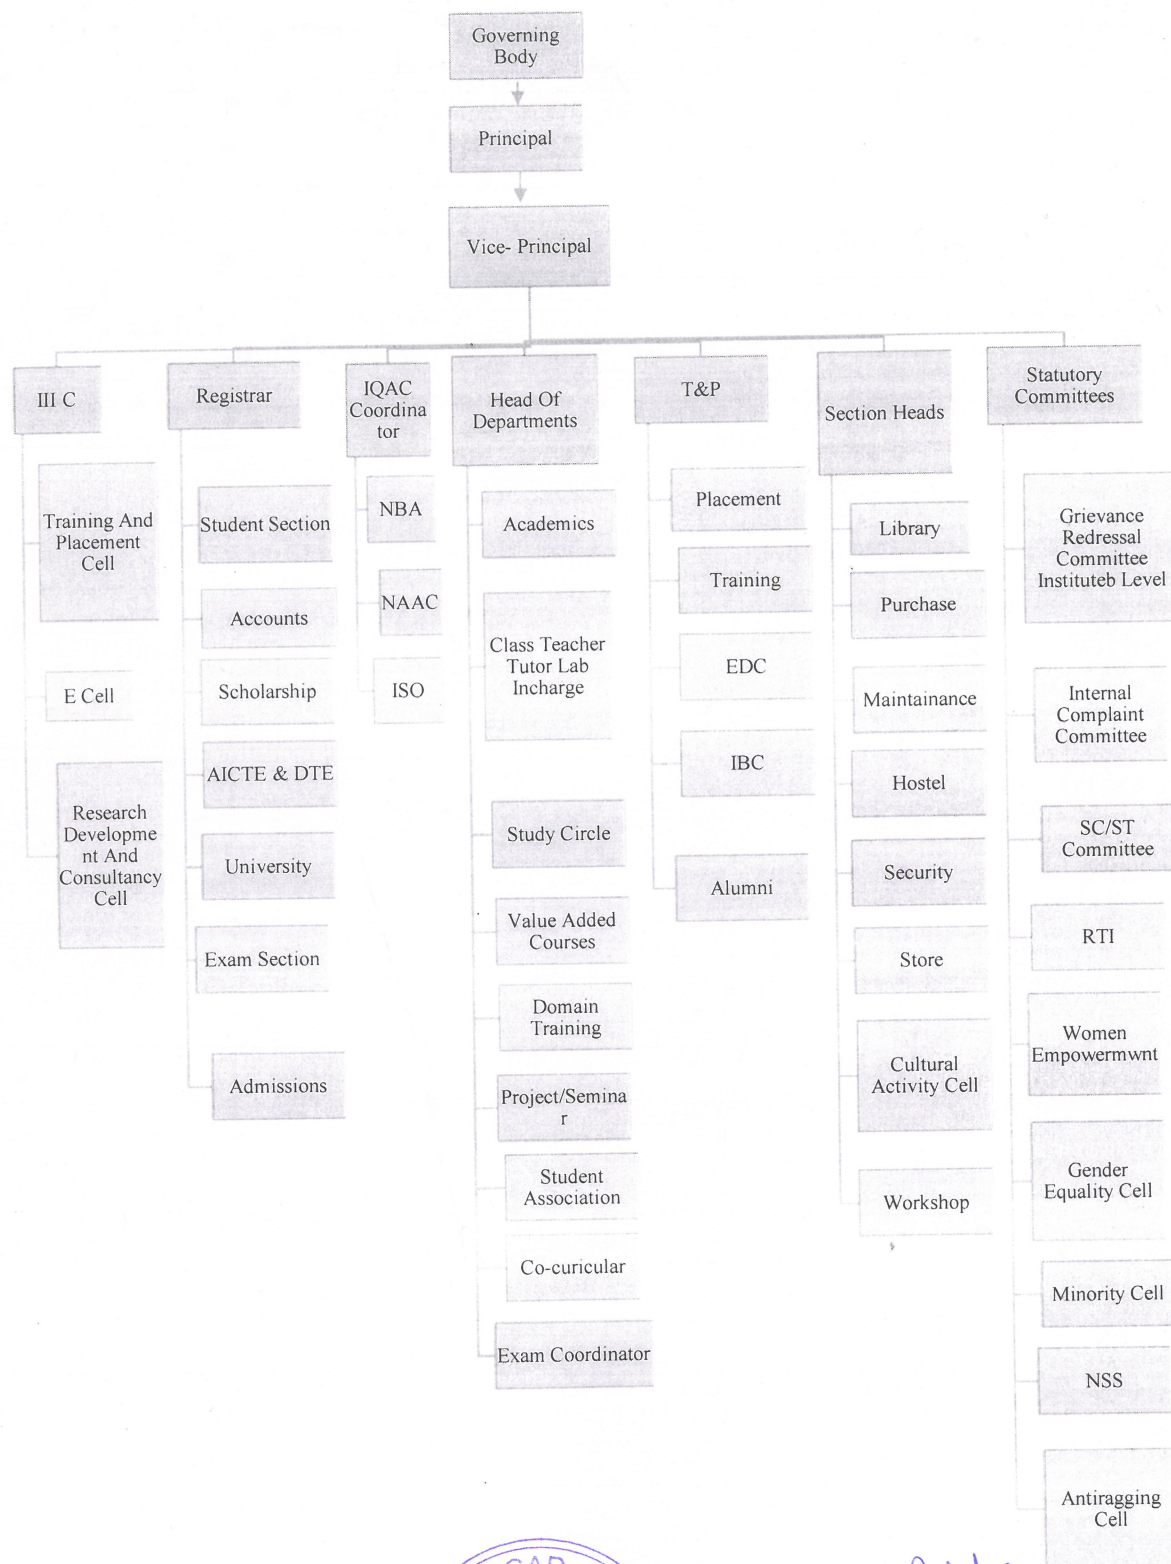 Governing
Body
Principal
Vice- Principal
III C
Training And
Placement
Cell
E Cell
Research
Developme
nt And
Consultancy
Cell
Registrar
Student Section
Accounts
Scholarship
AICTE & DTE
University
Exam Section
Admissions
IQAC
Coordina
tor
NBA
NAAC
ISO
Head Of
Departments
Academics
Class Teacher
Tutor Lab
Incharge
Study Circle
Value Added
Courses
Domain
Training
Project/Semina
r
Student
Association
Co-curicular
Exam Coordinator
T&P
Placement
Training
EDC
IBC
Alumni
Section Heads
Library
Purchase
Maintainance
Hostel
Security
Store
Cultural
Activity Cell
Workshop
Statutory
Committees
Grievance
Redressal
Committee
Instituteb Level
Internal
Complaint
Committee
SC/ST
Committee
RTI
Women
Empowermwnt
Gender
Equality Cell
Minority Cell
NSS
Antiragging
Cell